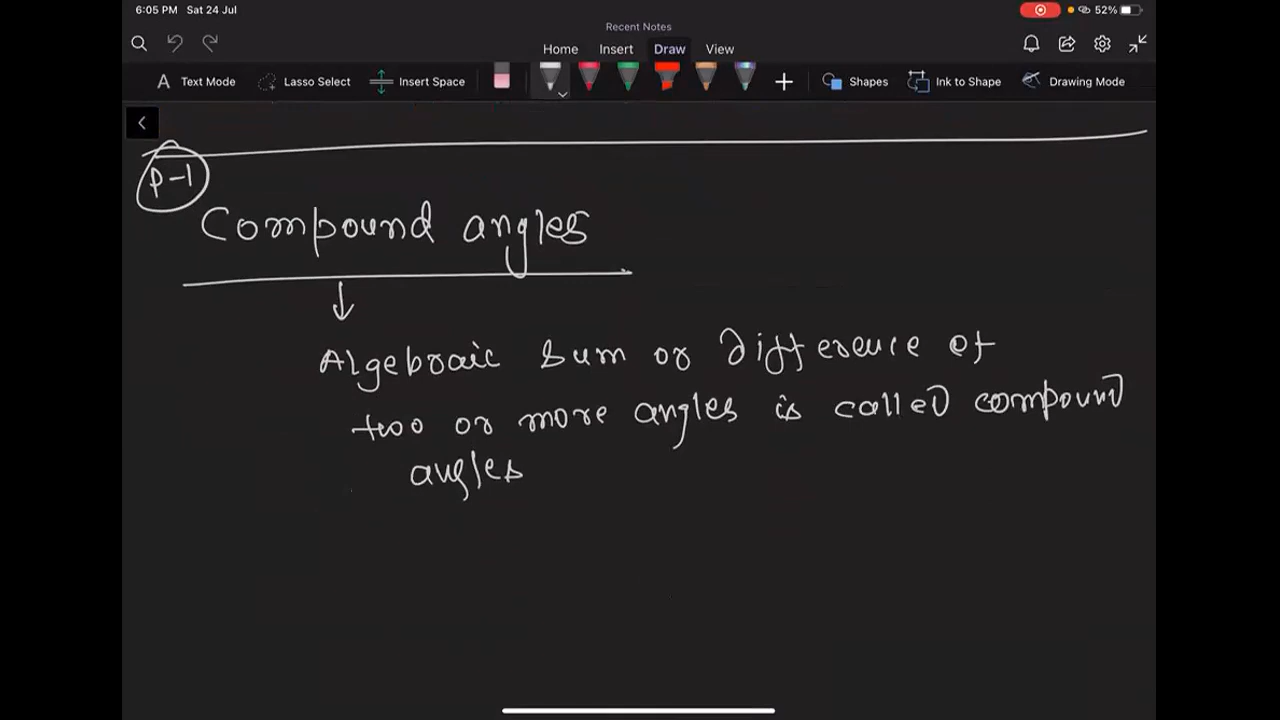 6:05 PM Sat 24 Jul
52%
Recent Notes
Home Insert Draw View
Text Mode Lasso Select Insert Space Shapes Ink to Shape Drawing Mode
P-1
Compound angles
Algebraic Sum or Difference of
two or more angles is called compound
angles